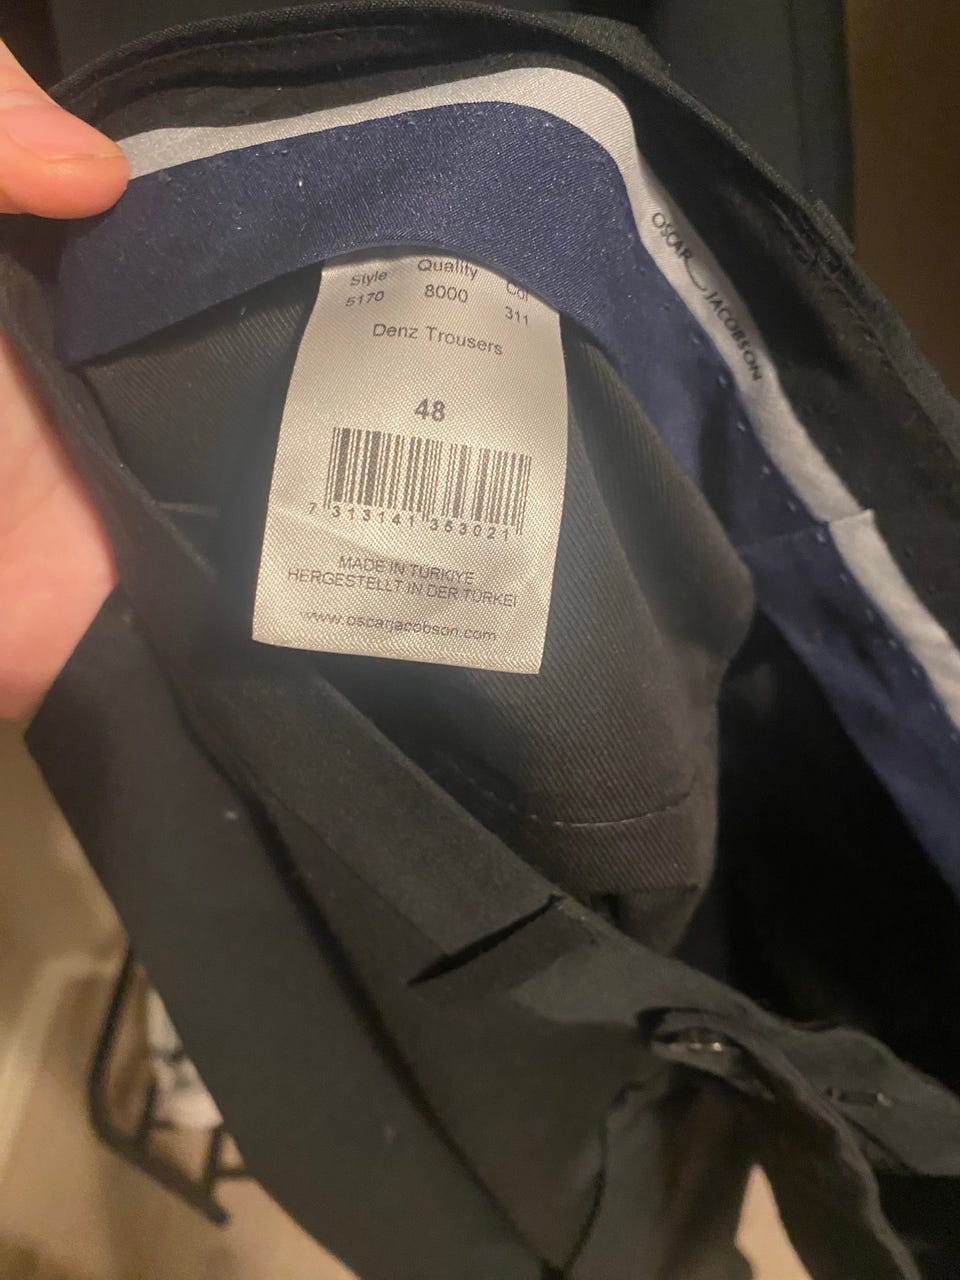 OSCAR JACOBSON
Style Quality Col
5170 8000 311
Denz Trousers
48
7 313141 353021
MADE IN TURKIYE
HERGESTELLT IN DER TÜRKEI
www.oscarjacobson.com